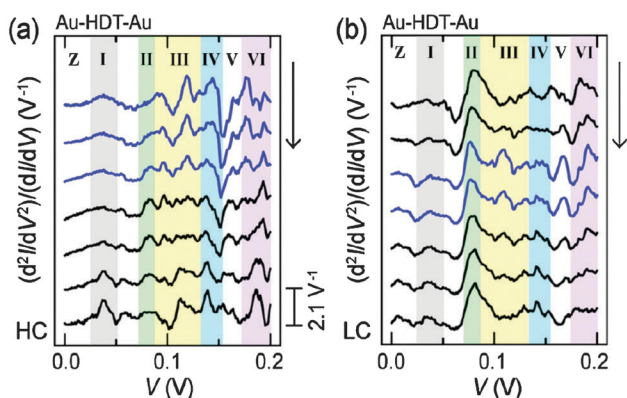 (a)
Au-HDT-Au
Z I II III IV V VI
(d²I/dV²)/(dI/dV) (V⁻¹)
HC
2.1 V⁻¹
0.0 0.1 0.2
V (V)
(b)
Au-HDT-Au
Z I II III IV V VI
(d²I/dV²)/(dI/dV) (V⁻¹)
LC
0.0 0.1 0.2
V (V)